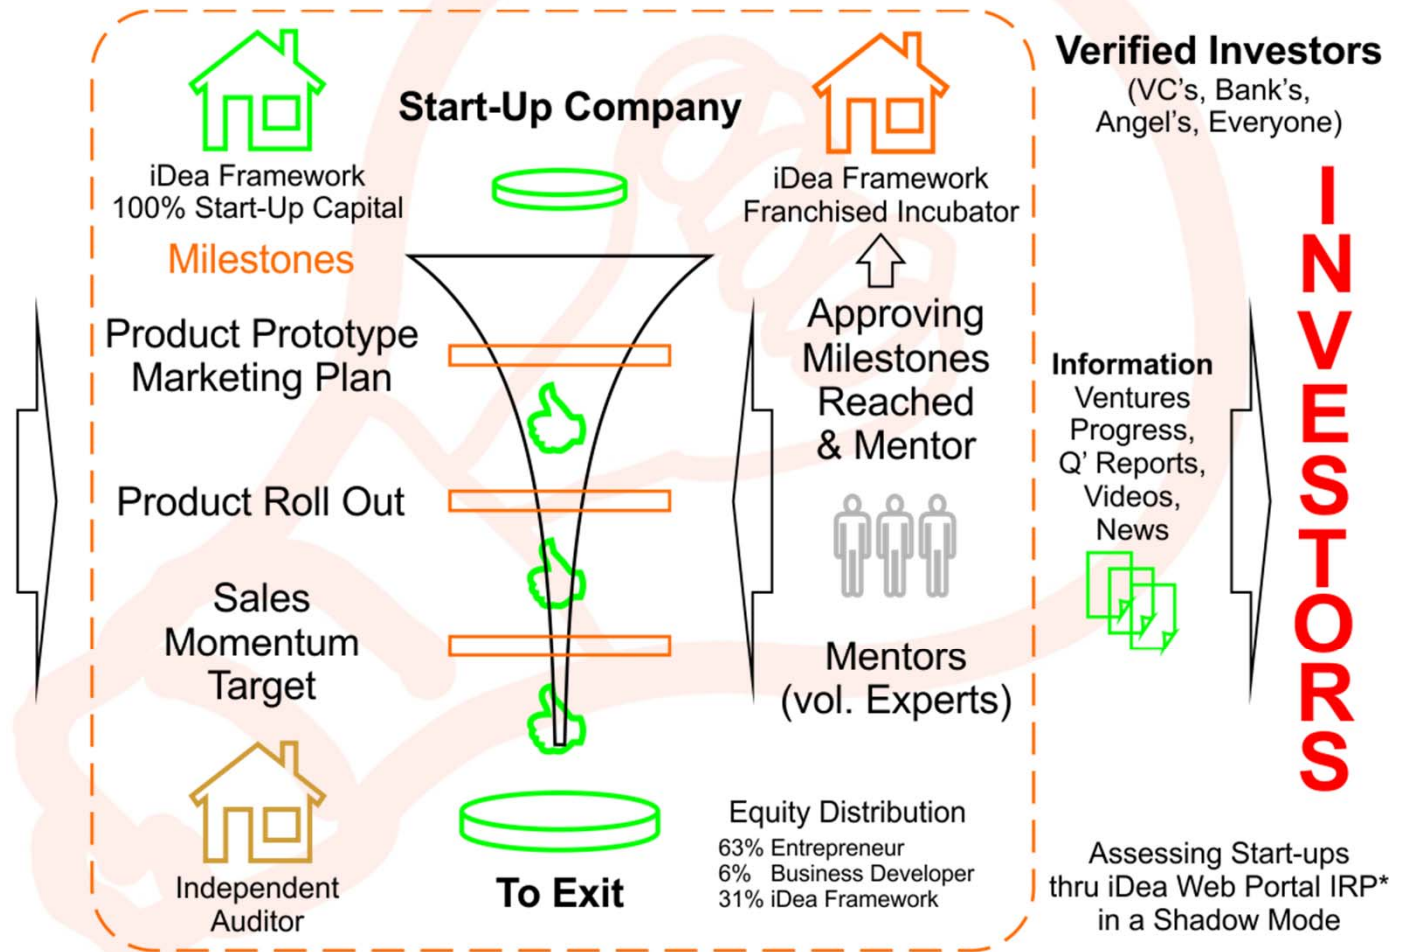 Start-Up Company
iDea Framework
100% Start-Up Capital
Milestones
Product Prototype
Marketing Plan
Product Roll Out
Sales
Momentum
Target
Independent
Auditor
To Exit
iDea Framework
Franchised Incubator
Approving
Milestones
Reached
& Mentor
Mentors
(vol. Experts)
Equity Distribution
63% Entrepreneur
6% Business Developer
31% iDea Framework
Verified Investors
(VC's, Bank's,
Angel's, Everyone)
Information
Ventures
Progress,
Q' Reports,
Videos,
News
INVESTORS
Assessing Start-ups
thru iDea Web Portal IRP*
in a Shadow Mode